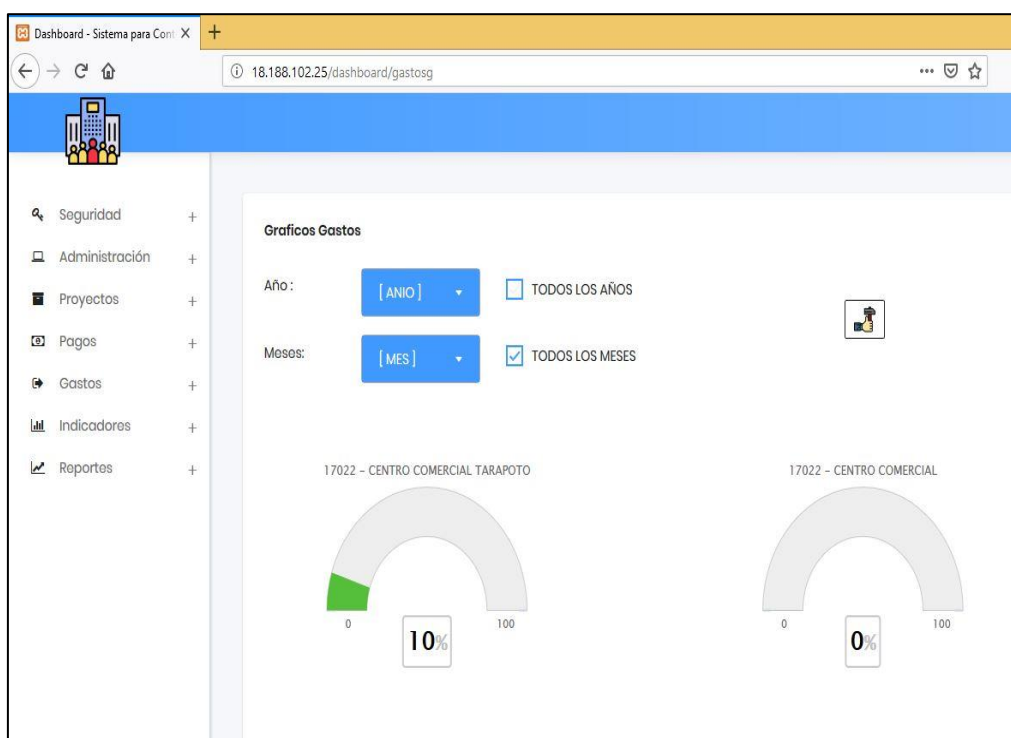 Dashboard - Sistema para Cont
18.188.102.25/dashboard/gastosg
Seguridad
Administración
Proyectos
Pagos
Gastos
Indicadores
Reportes
Graficos Gastos
Año :
[ ANIO ]
TODOS LOS AÑOS
Meses:
[ MES ]
TODOS LOS MESES
17022 - CENTRO COMERCIAL TARAPOTO
0
100
10%
17022 - CENTRO COMERCIAL
0
100
0%